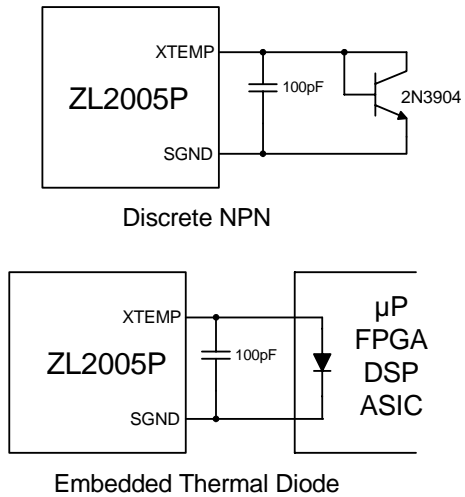 XTEMP
100pF
2N3904
ZL2005P
SGND
Discrete NPN
XTEMP
100pF
ZL2005P
SGND
µP
FPGA
DSP
ASIC
Embedded Thermal Diode